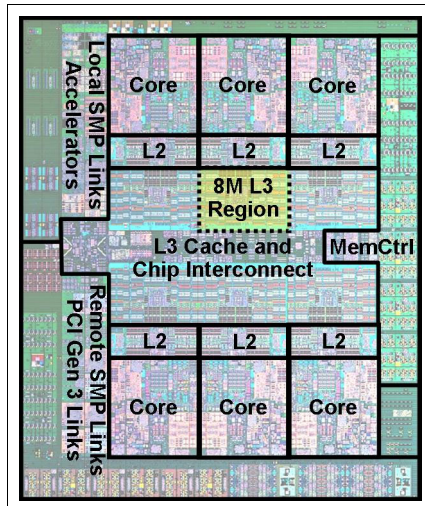 Local SMP Links
Accelerators
Core
Core
Core
L2
L2
L2
8M L3
Region
L3 Cache and
Chip Interconnect
MemCtrl
Remote SMP Links
PCI Gen 3 Links
L2
L2
L2
Core
Core
Core